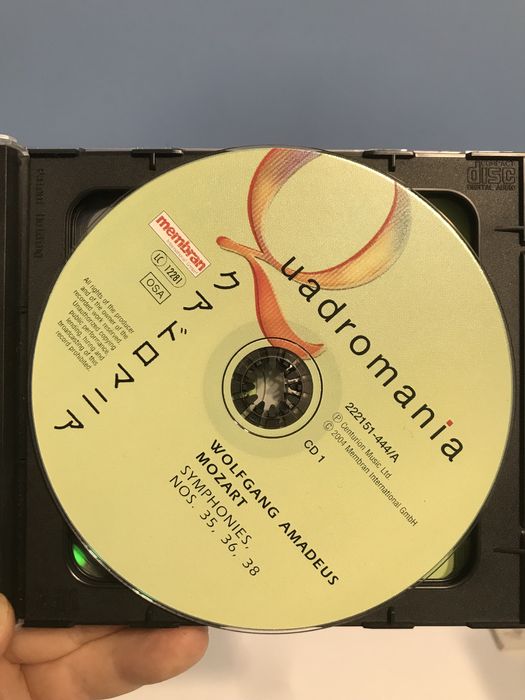 COMPACT
disc
DIGITAL AUDIO
Quadromania
membran
LC 12281
OSA
クアドロマニア
All rights of the producer
and of the owner of the
recorded work reserved.
Unauthorized copying
public performance,
lending, hiring and
broadcasting of this
record prohibited.
222151-444/A
Ⓟ Centurion Music Ltd.
© 2004 Membran International GmbH
CD 1
WOLFGANG AMADEUS
MOZART
SYMPHONIES,
NOS. 35, 36, 38